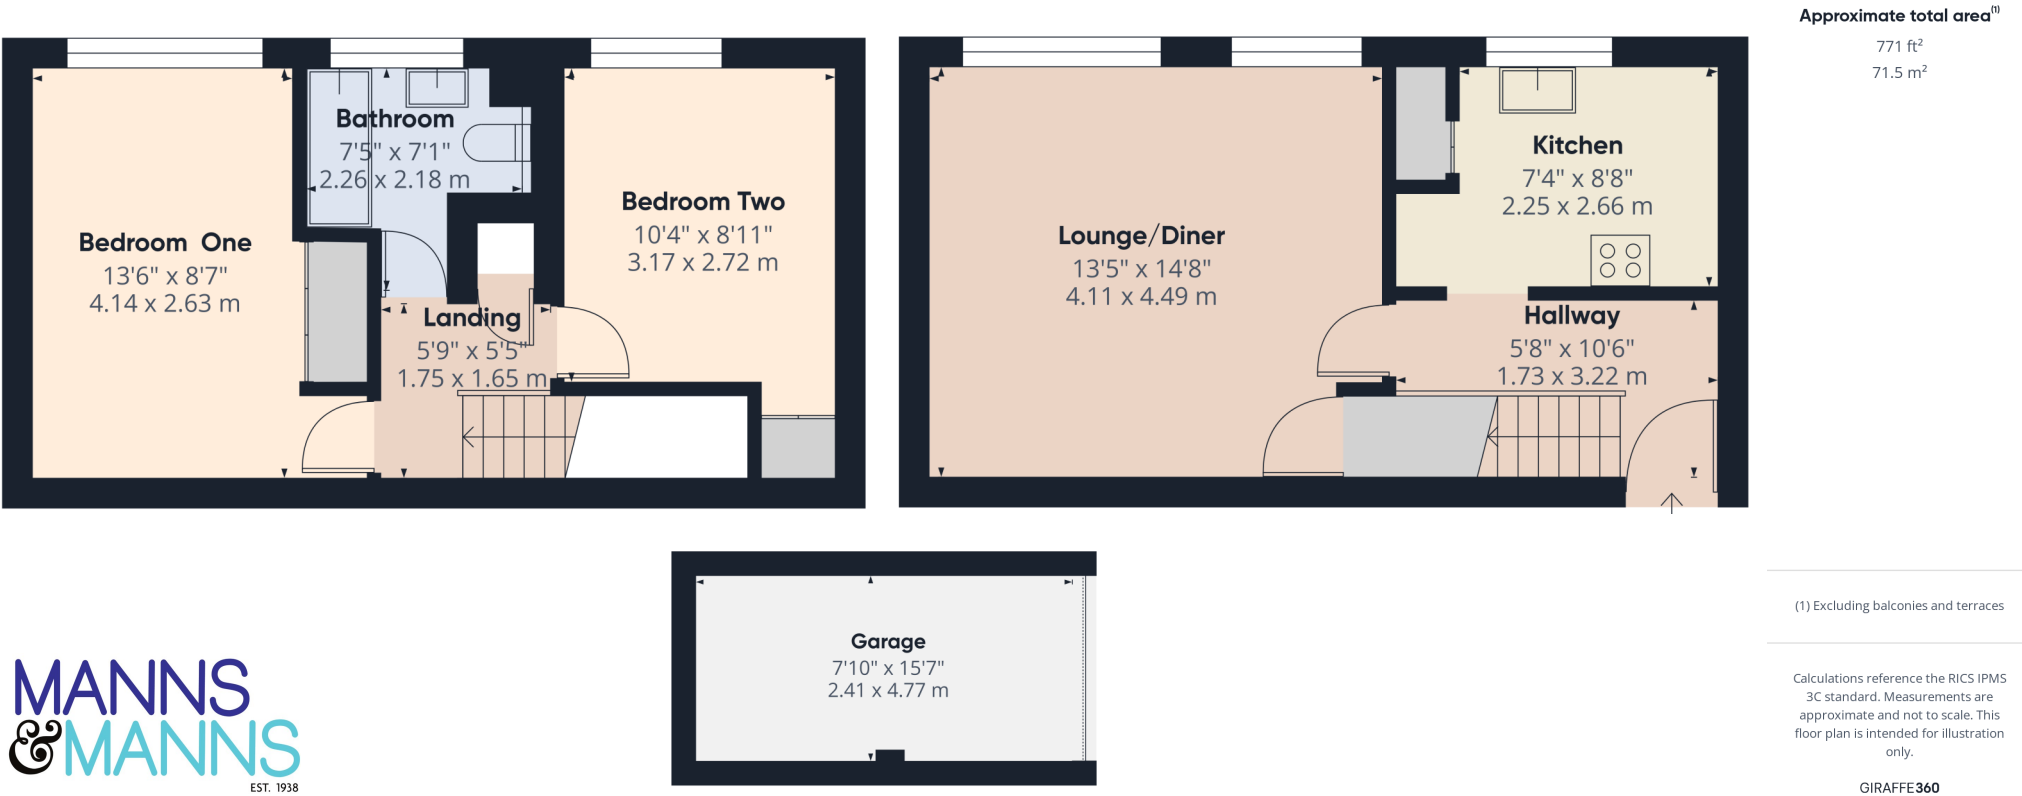 Approximate total area(1)
771 ft²
71.5 m²
Bathroom
7'5" x 7'1"
2.26 x 2.18 m
Bedroom One
13'6" x 8'7"
4.14 x 2.63 m
Bedroom Two
10'4" x 8'11"
3.17 x 2.72 m
Landing
5'9" x 5'5"
1.75 x 1.65 m
Lounge/Diner
13'5" x 14'8"
4.11 x 4.49 m
Kitchen
7'4" x 8'8"
2.25 x 2.66 m
Hallway
5'8" x 10'6"
1.73 x 3.22 m
Garage
7'10" x 15'7"
2.41 x 4.77 m
MANNS
&MANNS
EST. 1938
(1) Excluding balconies and terraces
Calculations reference the RICS IPMS
3C standard. Measurements are
approximate and not to scale. This
floor plan is intended for illustration
only.
GIRAFFE360